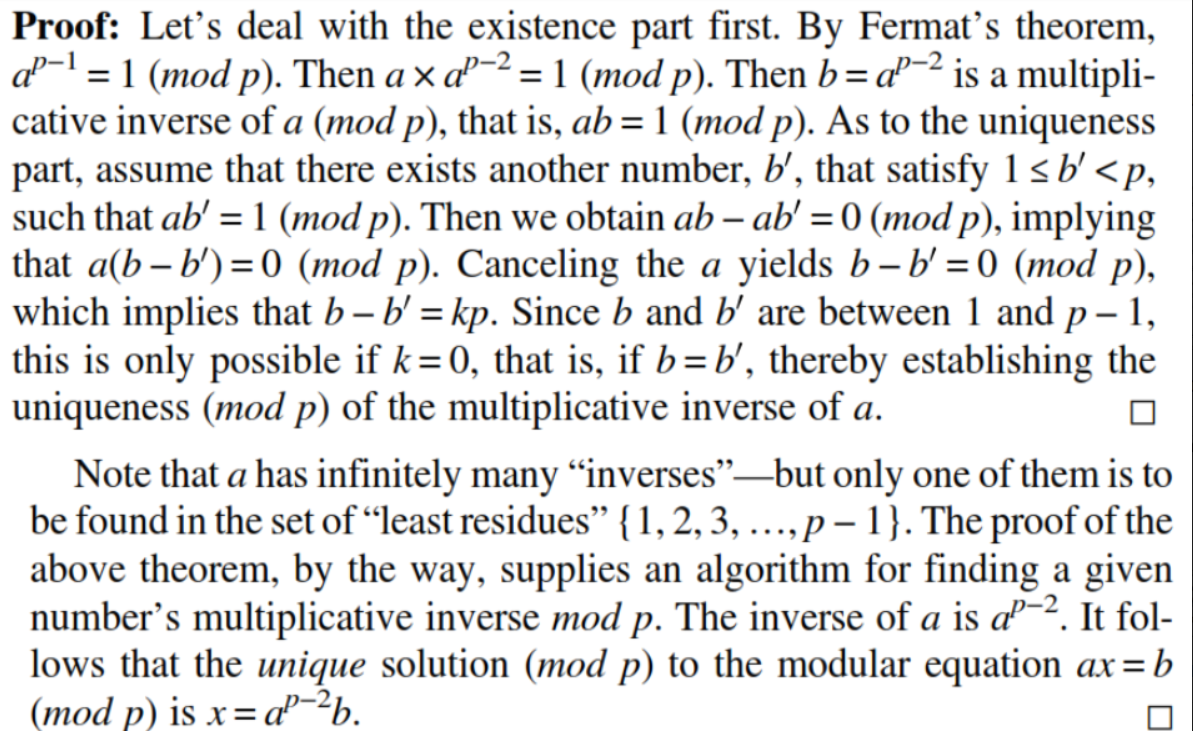 Proof: Let’s deal with the existence part first. By Fermat’s theorem,
aᵖ⁻¹ = 1 (mod p). Then a × aᵖ⁻² = 1 (mod p). Then b = aᵖ⁻² is a multipli-
cative inverse of a (mod p), that is, ab = 1 (mod p). As to the uniqueness
part, assume that there exists another number, b′, that satisfy 1 ≤ b′ < p,
such that ab′ = 1 (mod p). Then we obtain ab – ab′ = 0 (mod p), implying
that a(b – b′) = 0 (mod p). Canceling the a yields b – b′ = 0 (mod p),
which implies that b – b′ = kp. Since b and b′ are between 1 and p – 1,
this is only possible if k = 0, that is, if b = b′, thereby establishing the
uniqueness (mod p) of the multiplicative inverse of a. □
Note that a has infinitely many “inverses”—but only one of them is to
be found in the set of “least residues” {1, 2, 3, …, p – 1}. The proof of the
above theorem, by the way, supplies an algorithm for finding a given
number’s multiplicative inverse mod p. The inverse of a is aᵖ⁻². It fol-
lows that the unique solution (mod p) to the modular equation ax = b
(mod p) is x = aᵖ⁻²b. □